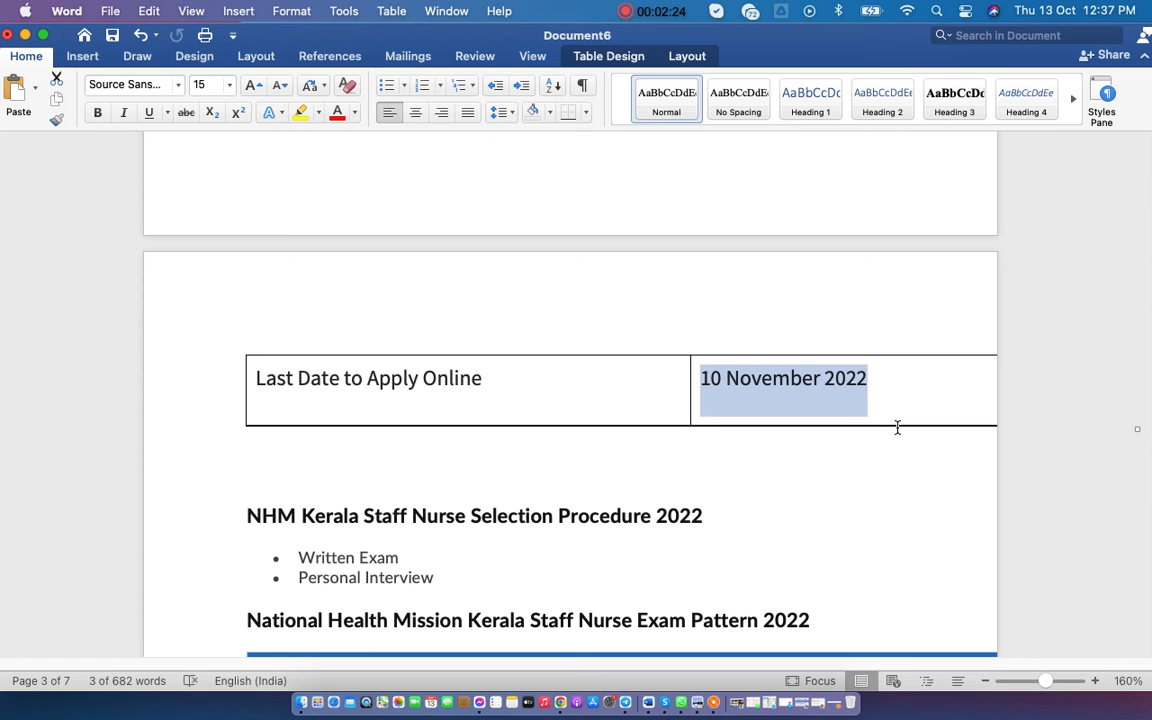 Word File Edit View Insert Format Tools Table Window Help 00:02:24 72 Thu 13 Oct 12:37 PM
Document6
Search in Document
Home Insert Draw Design Layout References Mailings Review View Table Design Layout Share
Paste Source Sans... 15
AaBbCcDdEe AaBbCcDdEe AaBbCcDc AaBbCcDdEe AaBbCcDc AaBbCcDdEe
Normal No Spacing Heading 1 Heading 2 Heading 3 Heading 4 Styles Pane
Last Date to Apply Online 10 November 2022
NHM Kerala Staff Nurse Selection Procedure 2022
• Written Exam
• Personal Interview
National Health Mission Kerala Staff Nurse Exam Pattern 2022
Page 3 of 7 3 of 682 words English (India) Focus 160%